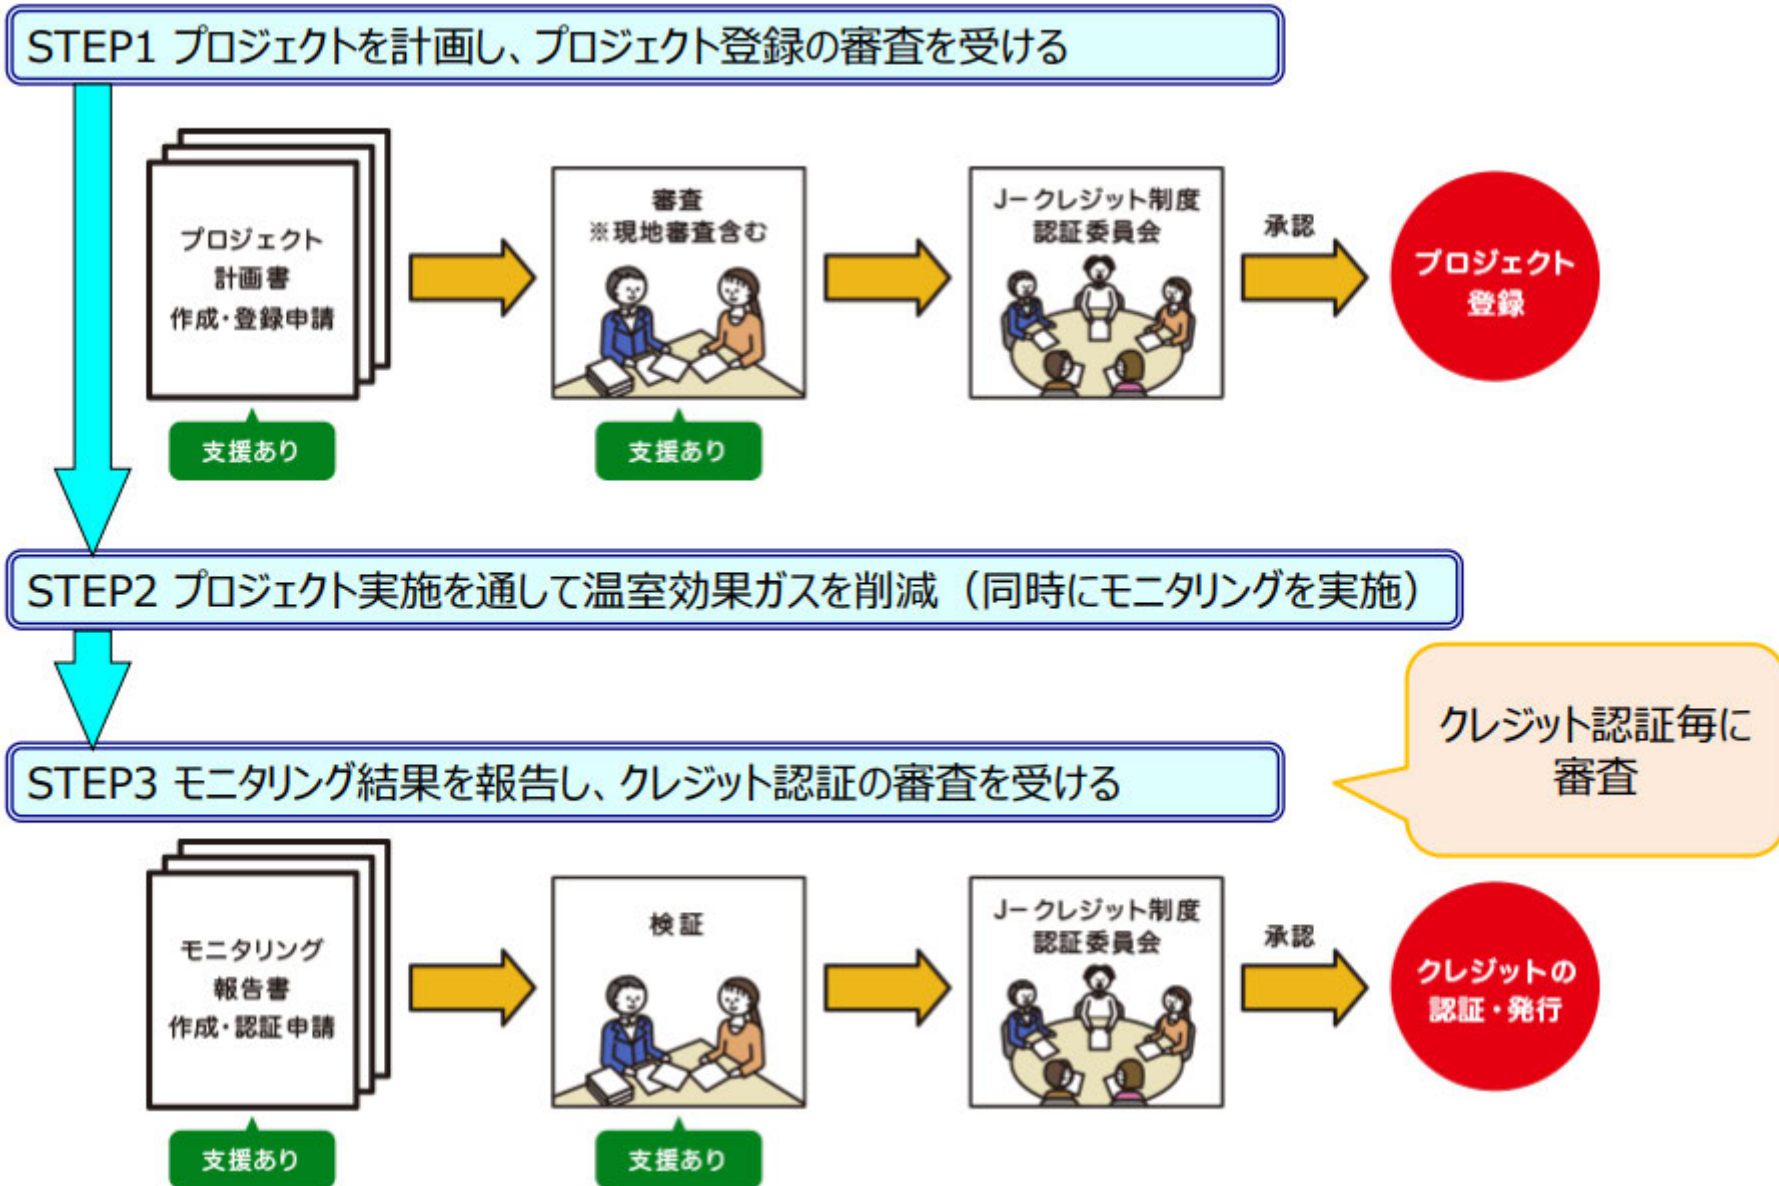 STEP1 プロジェクトを計画し、プロジェクト登録の審査を受ける
プロジェクト
計画書
作成・登録申請
支援あり
審査
※現地審査含む
支援あり
J－クレジット制度
認証委員会
承認
プロジェクト
登録
STEP2 プロジェクト実施を通して温室効果ガスを削減（同時にモニタリングを実施）
クレジット認証毎に
審査
STEP3 モニタリング結果を報告し、クレジット認証の審査を受ける
モニタリング
報告書
作成・認証申請
支援あり
検証
支援あり
J－クレジット制度
認証委員会
承認
クレジットの
認証・発行